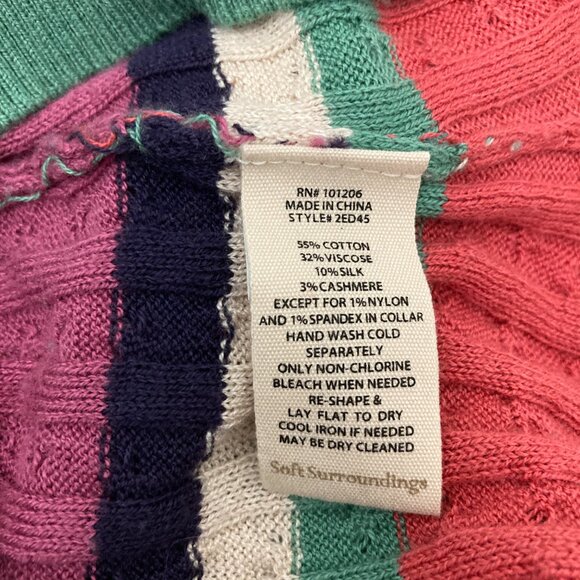 RN# 101206
MADE IN CHINA
STYLE# 2ED45
55% COTTON
32% VISCOSE
10% SILK
3% CASHMERE
EXCEPT FOR 1% NYLON
AND 1% SPANDEX IN COLLAR
HAND WASH COLD
SEPARATELY
ONLY NON-CHLORINE
BLEACH WHEN NEEDED
RE-SHAPE &
LAY FLAT TO DRY
COOL IRON IF NEEDED
MAY BE DRY CLEANED
Soft Surroundings